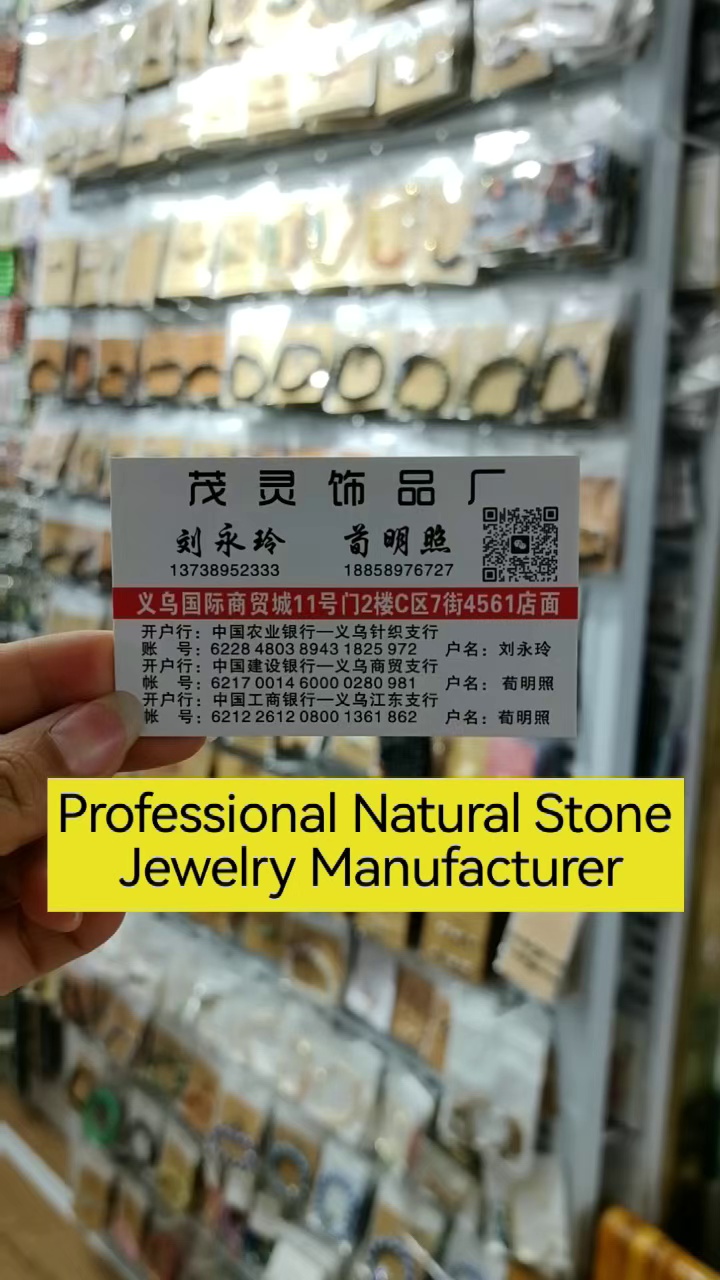 茂灵饰品厂
刘永玲 荀明照
13738952333 18858976727
义乌国际商贸城11号门2楼C区7街4561店面
开户行：中国农业银行—义乌针织支行
账 号：6228 4803 8943 1825 972 户名：刘永玲
开户行：中国建设银行—义乌商贸支行
帐 号：6217 0014 6000 0280 981 户名：荀明照
开户行：中国工商银行—义乌江东支行
帐 号：6212 2612 0800 1361 862 户名：荀明照
Professional Natural Stone
Jewelry Manufacturer